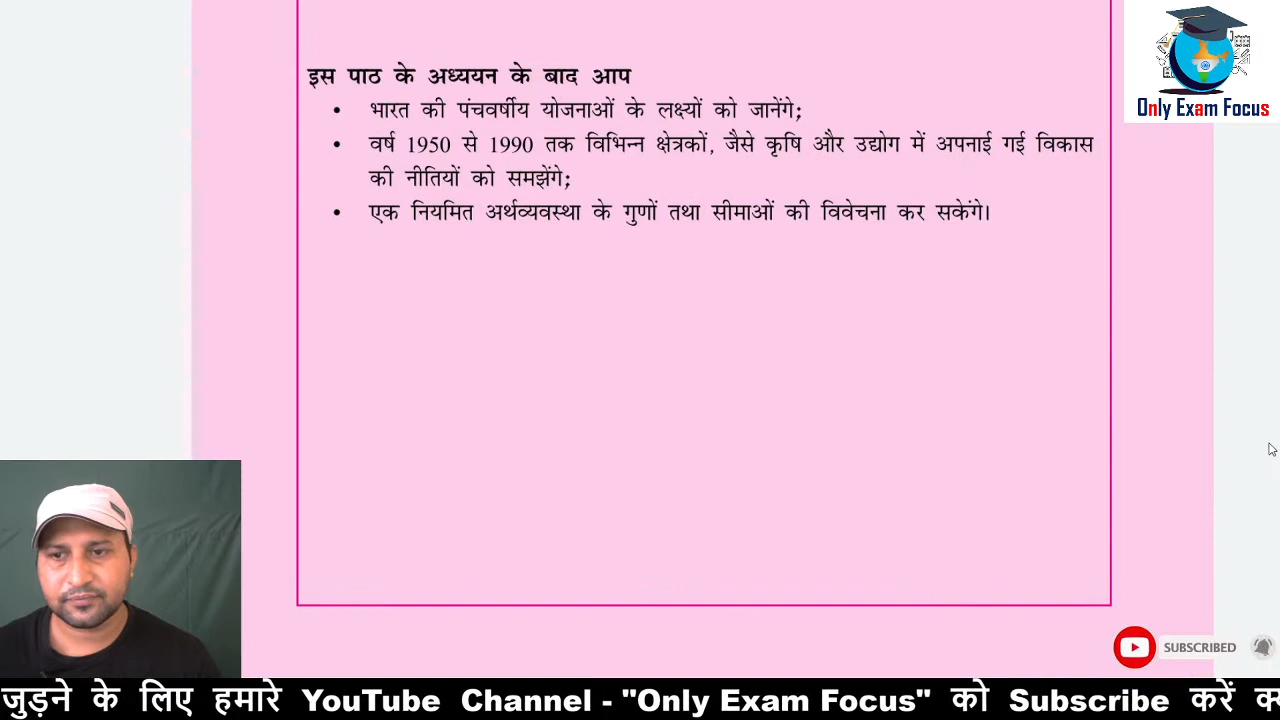 इस पाठ के अध्ययन के बाद आप
• भारत की पंचवर्षीय योजनाओं के लक्ष्यों को जानेंगे;
• वर्ष 1950 से 1990 तक विभिन्न क्षेत्रकों, जैसे कृषि और उद्योग में अपनाई गई विकास
की नीतियों को समझेंगे;
• एक नियमित अर्थव्यवस्था के गुणों तथा सीमाओं की विवेचना कर सकेंगे।
Only Exam Focus
SUBSCRIBED
जुड़ने के लिए हमारे YouTube Channel - "Only Exam Focus" को Subscribe करें